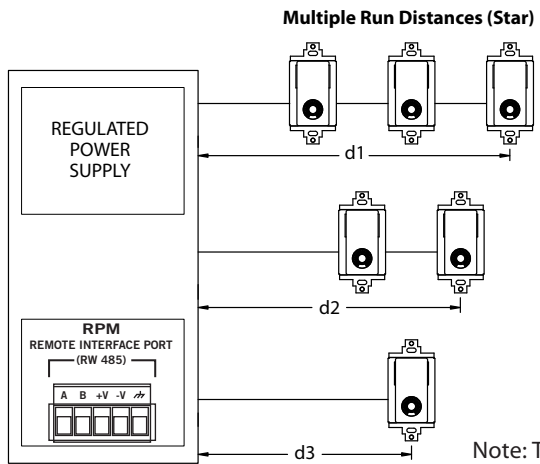 Multiple Run Distances (Star)
REGULATED
POWER
SUPPLY
d1
d2
RPM
REMOTE INTERFACE PORT
(RW 485)
A B +V -V
d3
Note: T